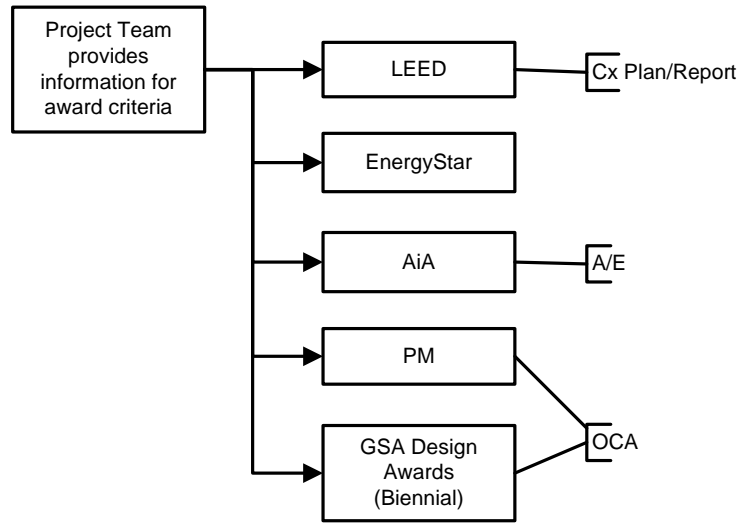 Project Team
provides
information for
award criteria
LEED
Cx Plan/Report
EnergyStar
AiA
A/E
PM
OCA
GSA Design
Awards
(Biennial)